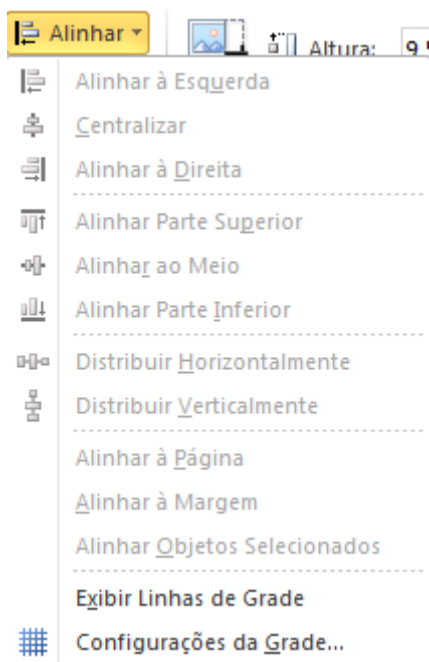 Alinhar
Altura:
Alinhar à Esquerda
Centralizar
Alinhar à Direita
Alinhar Parte Superior
Alinhar ao Meio
Alinhar Parte Inferior
Distribuir Horizontalmente
Distribuir Verticalmente
Alinhar à Página
Alinhar à Margem
Alinhar Objetos Selecionados
Exibir Linhas de Grade
Configurações da Grade...